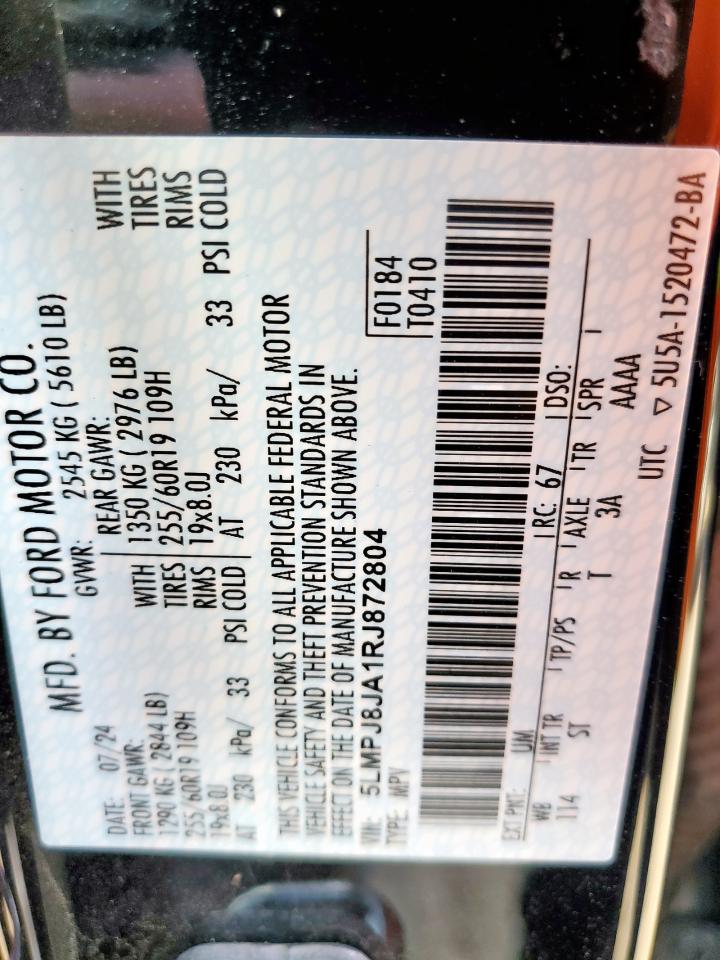 MFD. BY FORD MOTOR CO.
DATE: 07/24 GVWR: 2545 KG ( 5610 LB)
FRONT GAWR: REAR GAWR:
1290 KG ( 2844 LB) WITH 1350 KG ( 2976 LB) WITH
255/60R19 109H TIRES 255/60R19 109H TIRES
19x8.0J RIMS 19x8.0J RIMS
AT 230 kPa/ 33 PSI COLD AT 230 kPa/ 33 PSI COLD
THIS VEHICLE CONFORMS TO ALL APPLICABLE FEDERAL MOTOR
VEHICLE SAFETY AND THEFT PREVENTION STANDARDS IN
EFFECT ON THE DATE OF MANUFACTURE SHOWN ABOVE.
VIN: 5LMPJ8JA1RJ872804
TYPE: MPV
F0184
T0410
EXT PNT: UM RC: 67 DSO:
WB INT TR TP/PS R AXLE TR SPR
114 ST T 3A AAAA
UTC ▽ 5U5A-1520472-BA